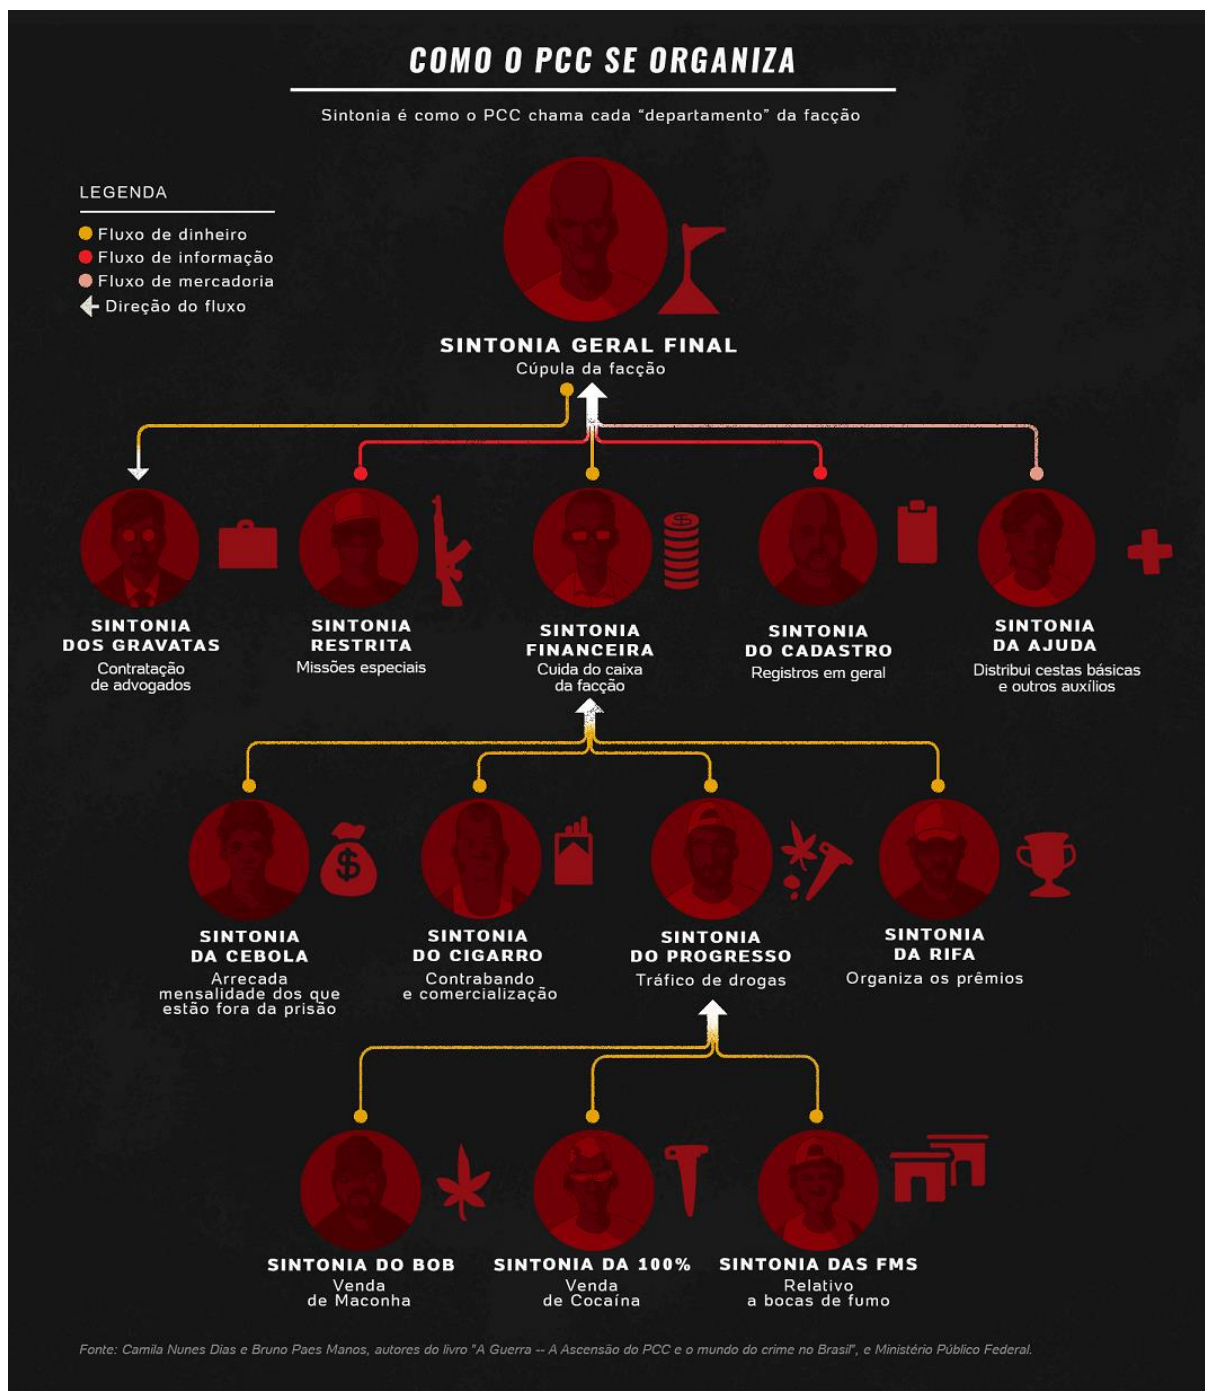 COMO O PCC SE ORGANIZA
Sintonia é como o PCC chama cada “departamento” da facção
LEGENDA
Fluxo de dinheiro
Fluxo de informação
Fluxo de mercadoria
Direção do fluxo
SINTONIA GERAL FINAL
Cúpula da facção
SINTONIA
DOS GRAVATAS
Contratação
de advogados
SINTONIA
RESTRITA
Missões especiais
$
SINTONIA
FINANCEIRA
Cuida do caixa
da facção
SINTONIA
DO CADASTRO
Registros em geral
SINTONIA
DA AJUDA
Distribui cestas básicas
e outros auxílios
$
SINTONIA
DA CEBOLA
Arrecada
mensalidade dos que
estão fora da prisão
SINTONIA
DO CIGARRO
Contrabando
e comercialização
SINTONIA
DO PROGRESSO
Tráfico de drogas
SINTONIA
DA RIFA
Organiza os prêmios
SINTONIA DO BOB
Venda
de Maconha
SINTONIA DA 100%
Venda
de Cocaína
SINTONIA DAS FMS
Relativo
a bocas de fumo
Fonte: Camila Nunes Dias e Bruno Paes Manos, autores do livro "A Guerra -- A Ascensão do PCC e o mundo do crime no Brasil", e Ministério Público Federal.